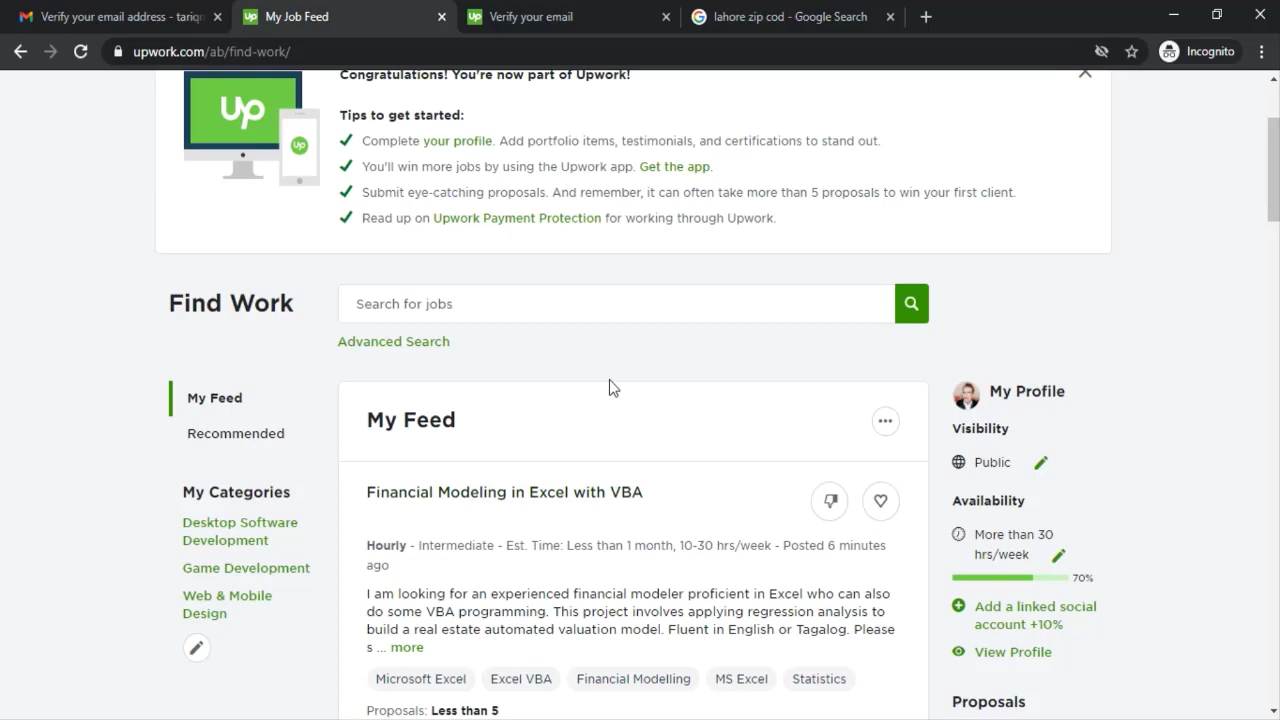 Verify your email address - tariqm
My Job Feed
Verify your email
lahore zip cod - Google Search
upwork.com/ab/find-work/
Incognito
Congratulations! You're now part of Upwork!
Up
Tips to get started:
Complete your profile. Add portfolio items, testimonials, and certifications to stand out.
You'll win more jobs by using the Upwork app. Get the app.
Submit eye-catching proposals. And remember, it can often take more than 5 proposals to win your first client.
Read up on Upwork Payment Protection for working through Upwork.
Find Work
Search for jobs
Advanced Search
My Feed
Recommended
My Categories
Desktop Software
Development
Game Development
Web & Mobile
Design
My Feed
Financial Modeling in Excel with VBA
Hourly - Intermediate - Est. Time: Less than 1 month, 10-30 hrs/week - Posted 6 minutes
ago
I am looking for an experienced financial modeler proficient in Excel who can also
do some VBA programming. This project involves applying regression analysis to
build a real estate automated valuation model. Fluent in English or Tagalog. Please
s ... more
Microsoft Excel
Excel VBA
Financial Modelling
MS Excel
Statistics
Proposals: Less than 5
My Profile
Visibility
Public
Availability
More than 30
hrs/week
70%
Add a linked social
account +10%
View Profile
Proposals